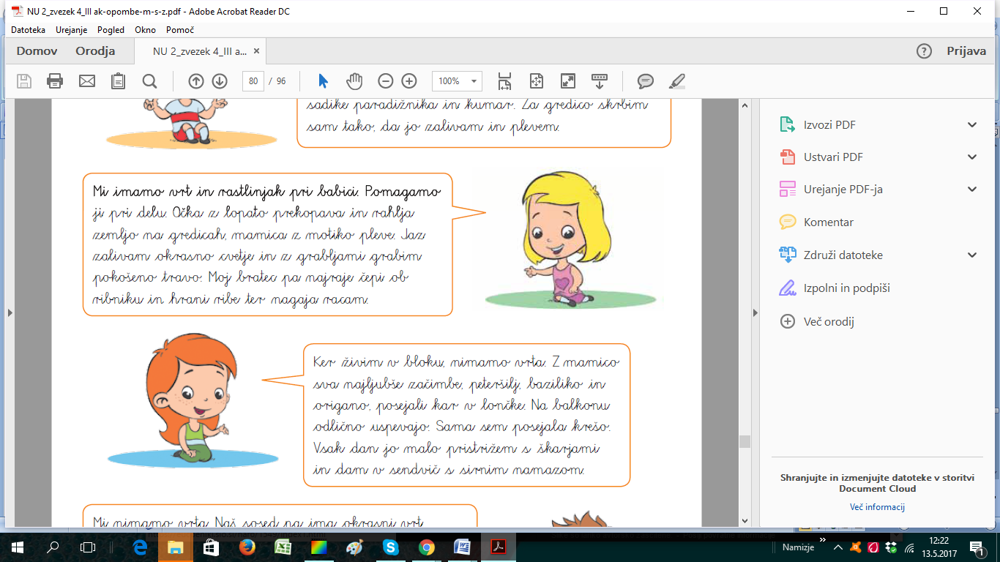 NU 2_zvezek 4_III ak-opombe-m-s-z.pdf - Adobe Acrobat Reader DC
Datoteka Urejanje Pogled Okno Pomoč
Domov Orodja NU 2_zvezek 4_III a... × Prijava
80 / 96 100%
sadike paradižnika in kumar. Za gredico skrbim
sam tako, da jo zalivam in plevem.
Mi imamo vrt in rastlinjak pri babici. Pomagamo
ji pri delu. Očka z lopato prekopava in rahlja
zemljo na gredicah, mamica z motiko pleve. Jaz
zalivam okrasno cvetje in z grabljami grabim
pokošeno travo. Moj bratec pa najraje čepi ob
ribniku in hrani ribe ter nagaja racam.
Ker živim v bloku, nimamo vrta. Z mamico
sva najljubše začimbe, peteršilj, baziliko in
origano, posejali kar v lončke. Na balkonu
odlično uspevajo. Sama sem posejala krešo.
Vsak dan jo malo pristrižem s škarjami
in dam v sendvič s sirnim namazom.
Mi nimamo vrta. Naš sosed pa ima okrasni vrt
Izvozi PDF
Ustvari PDF
Urejanje PDF-ja
Komentar
Združi datoteke
Izpolni in podpiši
Več orodij
Shranjujte in izmenjujte datoteke v storitvi
Document Cloud
Več informacij
Namizje
12:22
13.5.2017